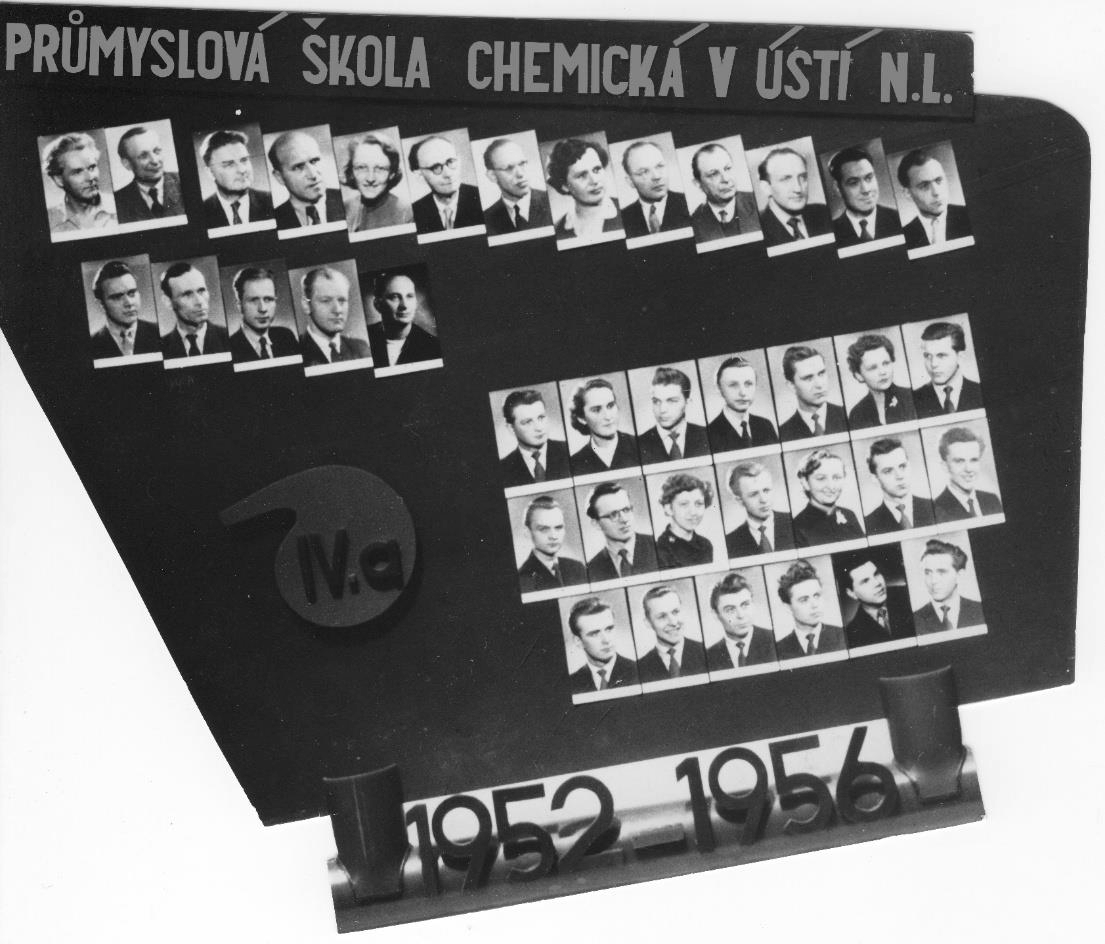 PRŮMYSLOVÁ ŠKOLA CHEMICKÁ V ÚSTÍ N.L.
IV.a
1952-1956